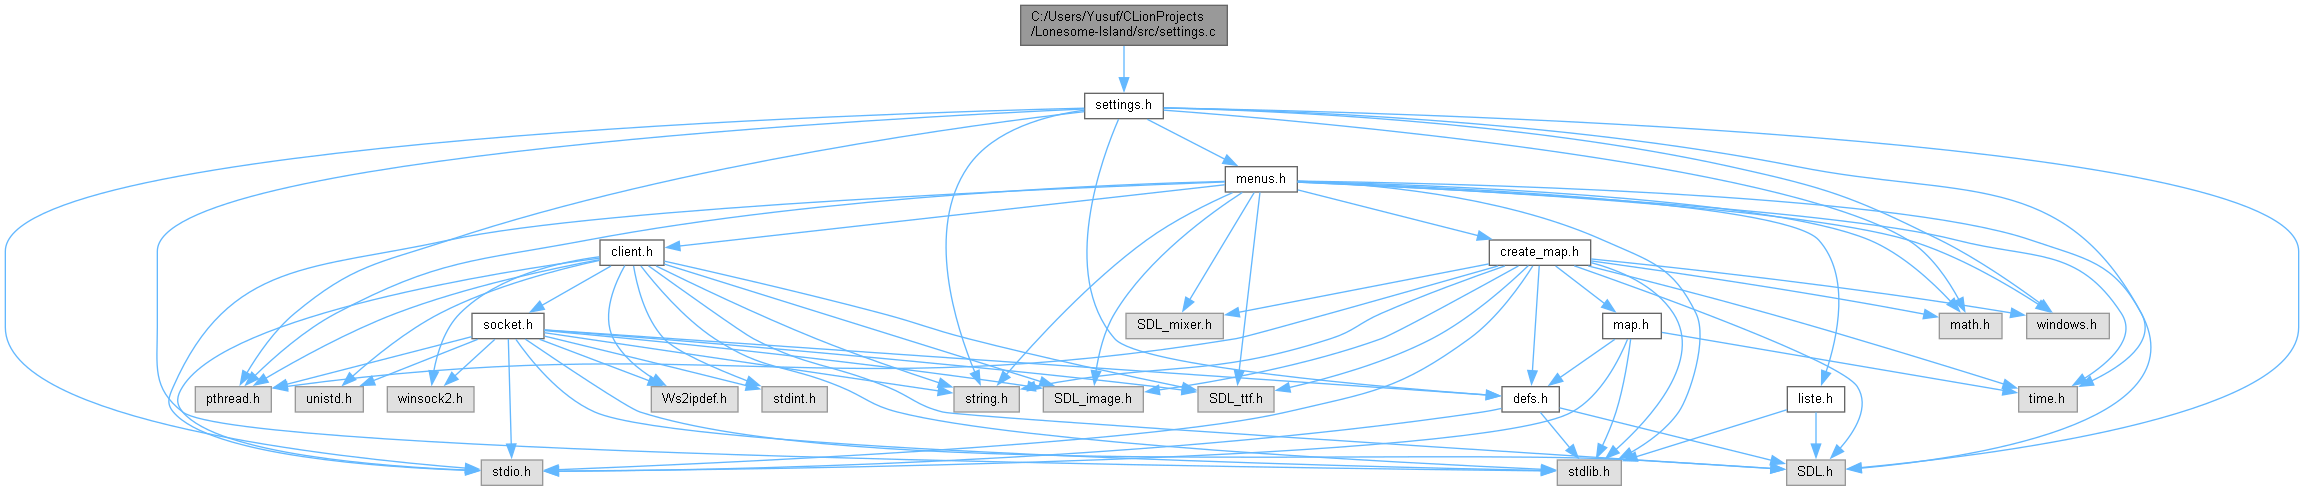 C:/Users/Yusuf/CLionProjects
/Lonesome-Island/src/settings.c
settings.h
menus.h
client.h
create_map.h
socket.h
SDL_mixer.h
map.h
math.h
windows.h
pthread.h
unistd.h
winsock2.h
Ws2ipdef.h
stdint.h
string.h
SDL_image.h
SDL_ttf.h
defs.h
liste.h
time.h
stdio.h
stdlib.h
SDL.h